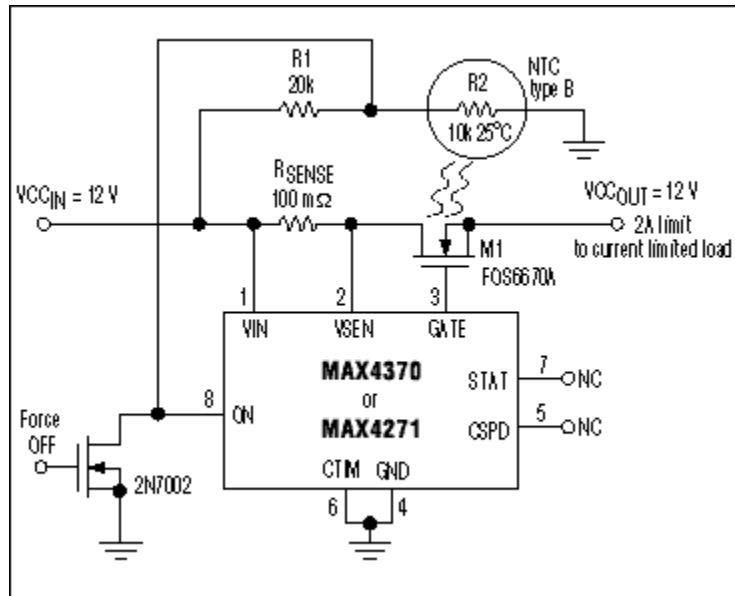 R1
20k
NTC
type B
R2
10k 25°C
RSENSE
100 mΩ
VCCIN = 12 V
VCCOUT = 12 V
2A limit
to current limited load
M1
FOS6670A
1
2
3
VIN
VSEN
GATE
MAX4370
or
MAX4271
STAT
7
NC
CSPD
5
NC
8
ON
Force
OFF
2N7002
CTIM
GND
6
4